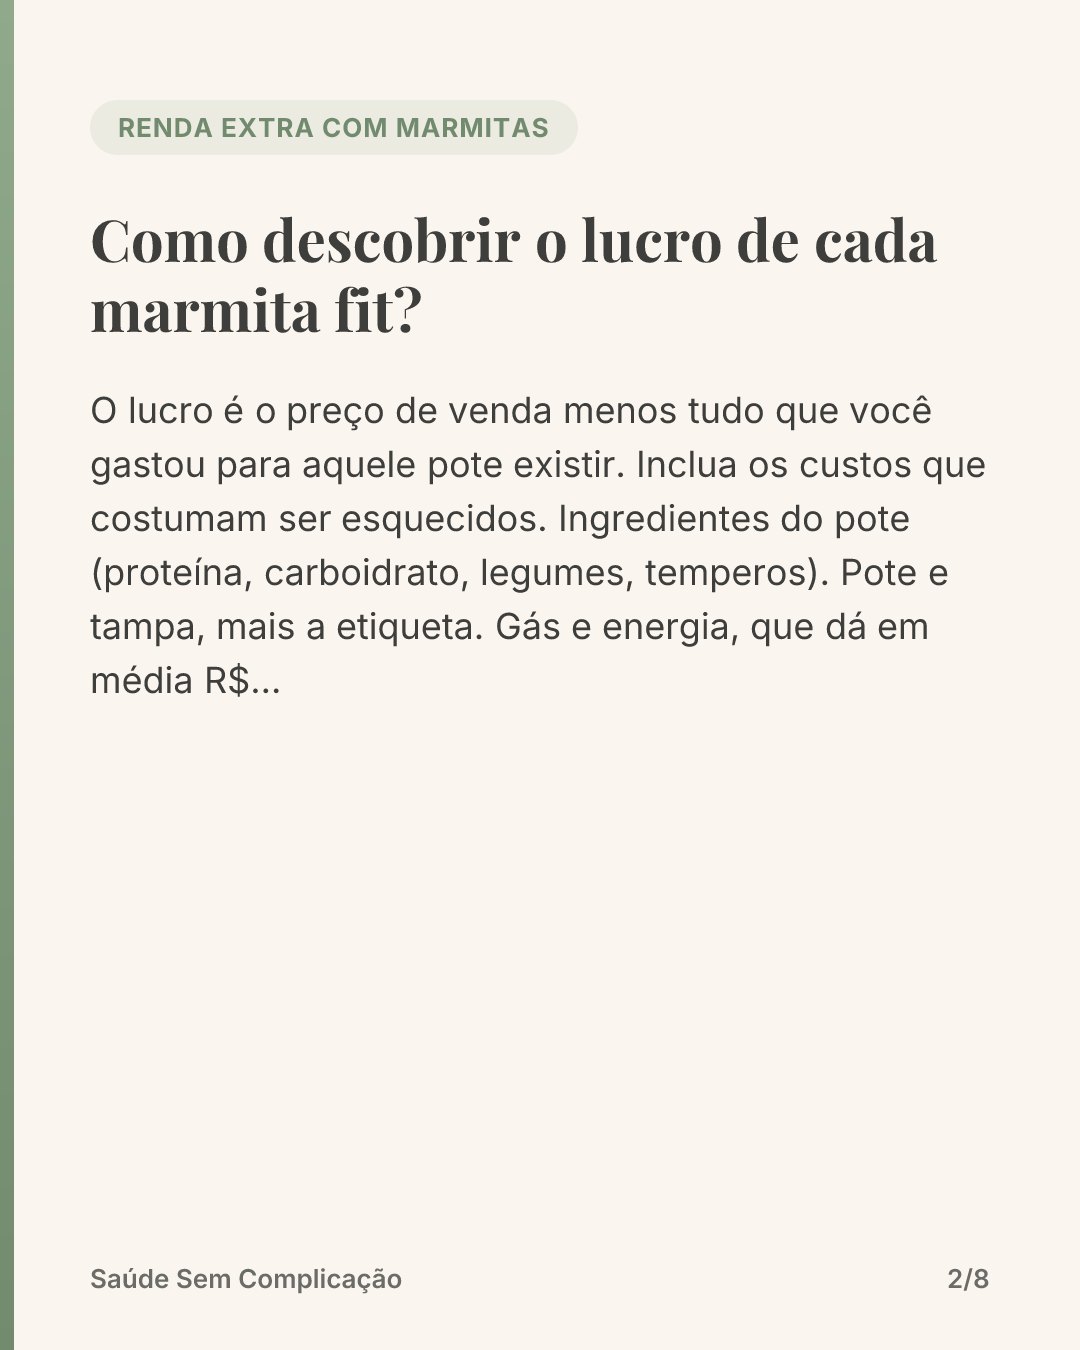 RENDA EXTRA COM MARMITAS
Como descobrir o lucro de cada
marmita fit?
O lucro é o preço de venda menos tudo que você
gastou para aquele pote existir. Inclua os custos que
costumam ser esquecidos. Ingredientes do pote
(proteína, carboidrato, legumes, temperos). Pote e
tampa, mais a etiqueta. Gás e energia, que dá em
média R$...
Saúde Sem Complicação
2/8